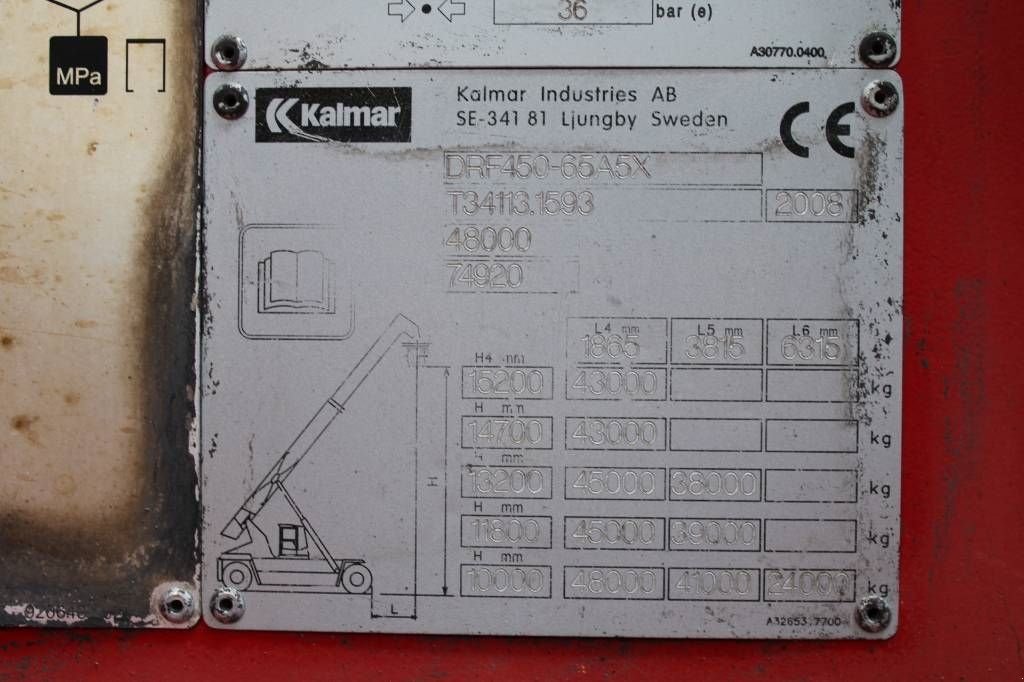 36 bar (e)
A30770.0400
MPa
Kalmar
Kalmar Industries AB
SE-341 81 Ljungby Sweden
CE
DRF450-65A5X
T34113.1593 2008
48000
74920
L4 mm L5 mm L6 mm
1865 3815 6315
H4 mm
15200 43000 kg
H mm
14700 43000 kg
H mm
13200 45000 38000 kg
H mm
11800 45000 39000 kg
H mm
10000 48000 41000 24000 kg
H
L
A32653.7700